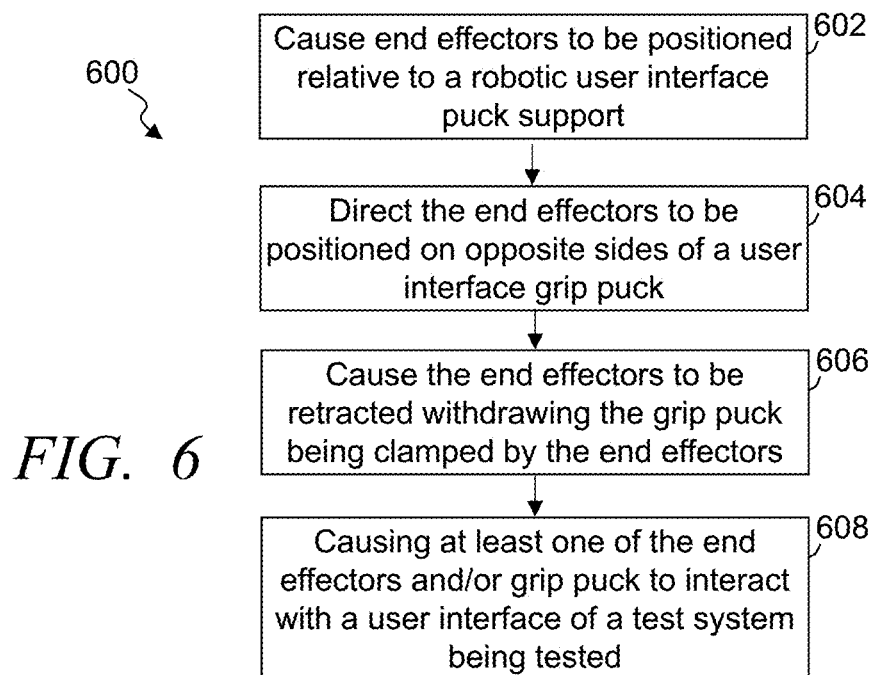 600
Cause end effectors to be positioned
relative to a robotic user interface
puck support
602
Direct the end effectors to be
positioned on opposite sides of a user
interface grip puck
604
Cause the end effectors to be
retracted withdrawing the grip puck
being clamped by the end effectors
606
FIG. 6
Causing at least one of the end
effectors and/or grip puck to interact
with a user interface of a test system
being tested
608